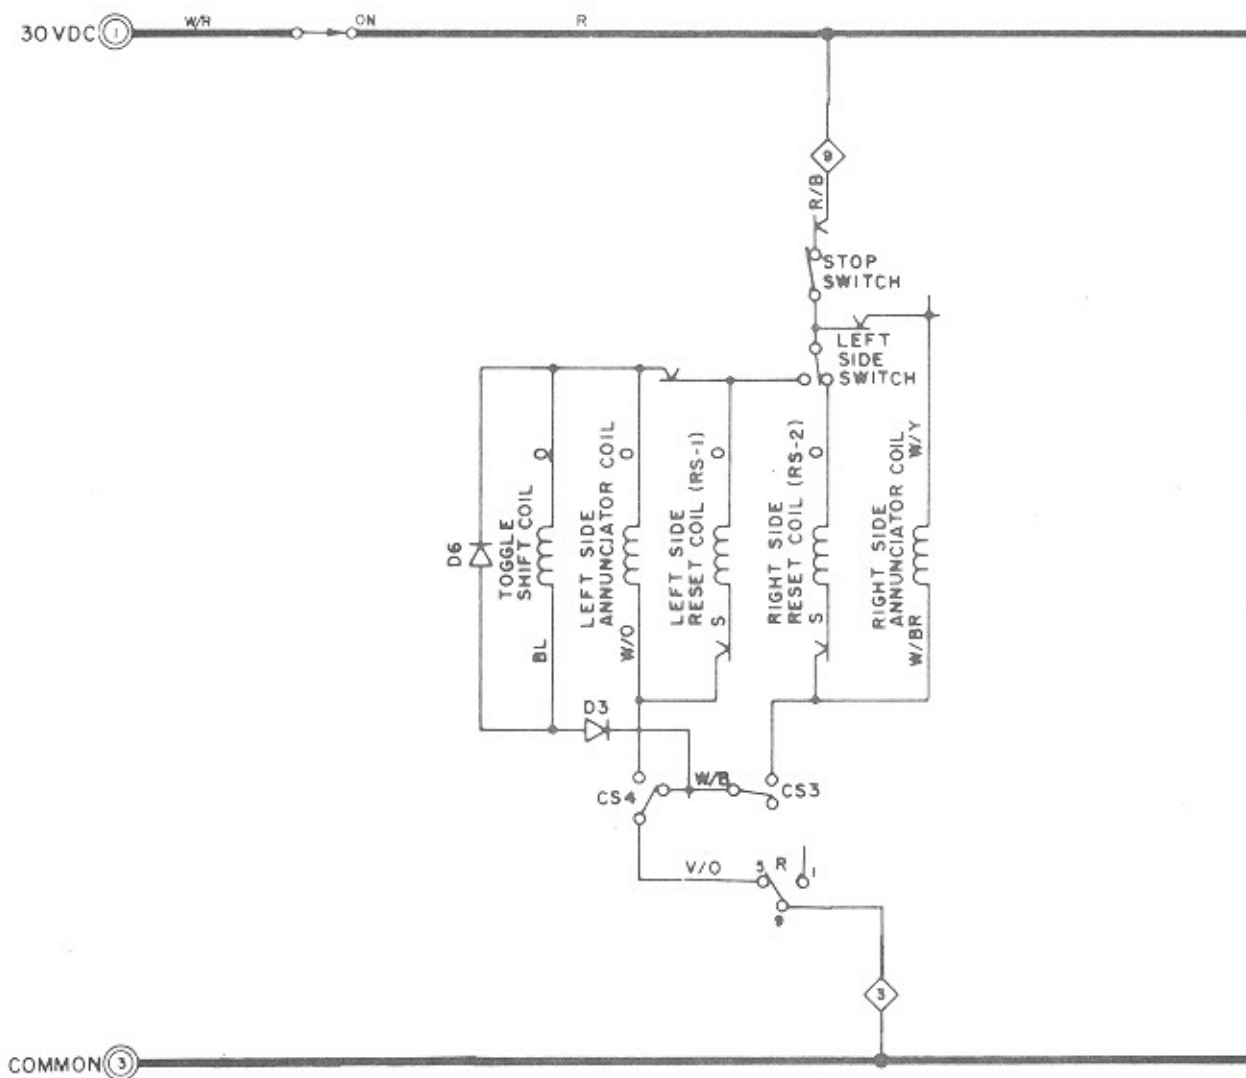 30 VDC 1 W/R ON R
9
R/B
STOP
SWITCH
LEFT
SIDE
SWITCH
D6
TOGGLE
SHIFT COIL
O
BL
LEFT SIDE
ANNUNCIATOR COIL
O
W/O
LEFT SIDE
RESET COIL (RS-1)
O
S
RIGHT SIDE
RESET COIL (RS-2)
O
S
RIGHT SIDE
ANNUNCIATOR COIL
W/Y
W/BR
D3
CS4
W/B
CS3
V/O
5 R 1
9
3
COMMON 3